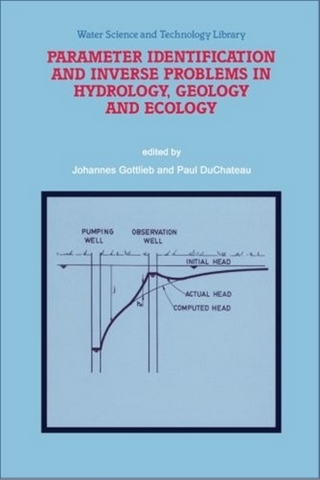 Water Science and Technology Library
PARAMETER IDENTIFICATION
AND INVERSE PROBLEMS IN
HYDROLOGY, GEOLOGY
AND ECOLOGY
edited by
Johannes Gottlieb and Paul DuChateau
PUMPING OBSERVATION
WELL WELL
INITIAL HEAD
ACTUAL HEAD
COMPUTED HEAD